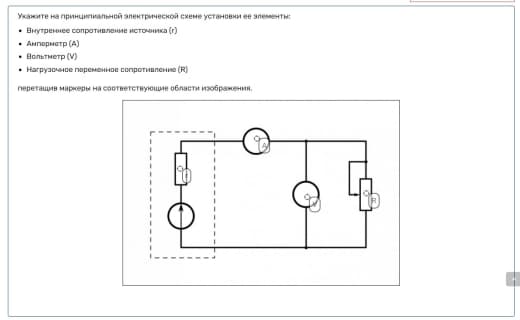 Укажите на принципиальной электрической схеме установки ее элементы:
• Внутреннее сопротивление источника (r)
• Амперметр (A)
• Вольтметр (V)
• Нагрузочное переменное сопротивление (R)
перетащив маркеры на соответствующие области изображения.
A
r
V
R